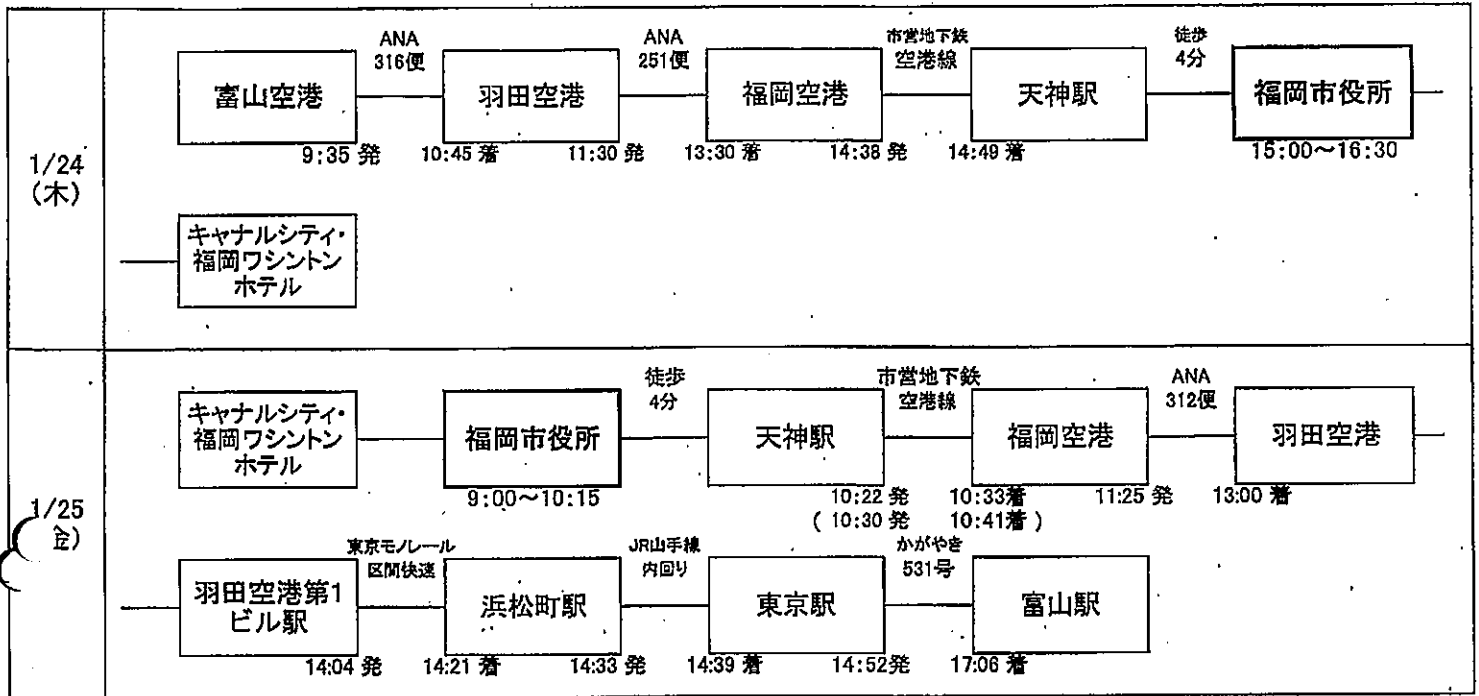 1/24
(木)
ANA
316便
ANA
251便
市営地下鉄
空港線
徒歩
4分
富山空港
羽田空港
福岡空港
天神駅
福岡市役所
9:35 発
10:45 着
11:30 発
13:30 着
14:38 発
14:49 着
15:00～16:30
キャナルシティ・
福岡ワシントン
ホテル
1/25
金)
徒歩
4分
市営地下鉄
空港線
ANA
312便
キャナルシティ・
福岡ワシントン
ホテル
福岡市役所
天神駅
福岡空港
羽田空港
9:00～10:15
10:22 発
10:33着
11:25 発
13:00 着
( 10:30 発
10:41着 )
東京モノレール
区間快速
JR山手線
内回り
かがやき
531号
羽田空港第1
ビル駅
浜松町駅
東京駅
富山駅
14:04 発
14:21 着
14:33 発
14:39 着
14:52発
17:06 着